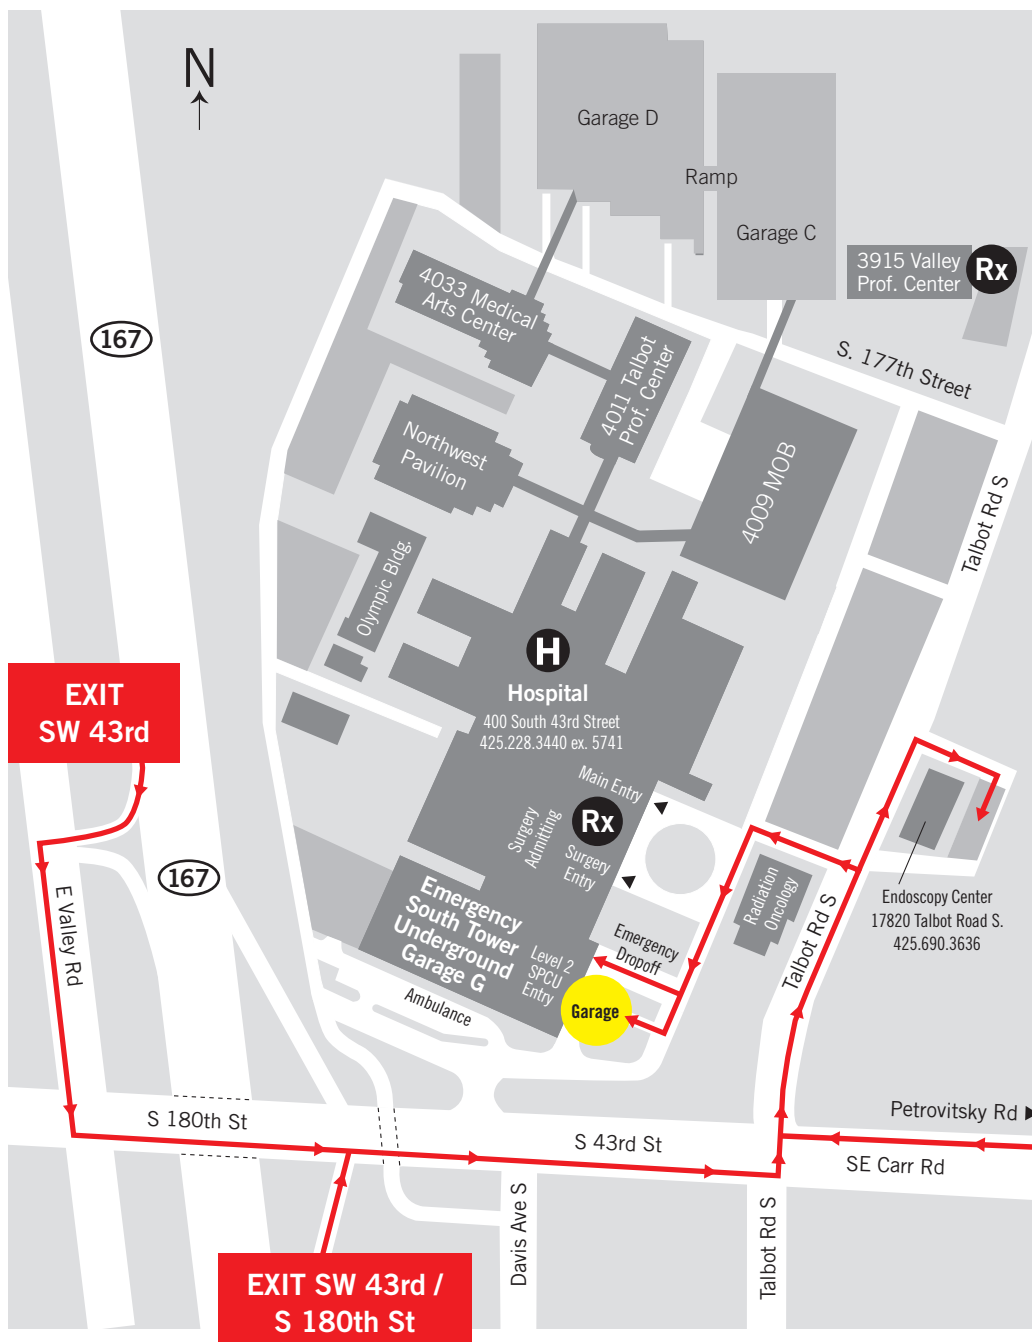 N
Garage D
Ramp
Garage C
3915 Valley
Prof. Center
Rx
4033 Medical
Arts Center
167
4011 Talbot
Prof. Center
S. 177th Street
Northwest
Pavilion
4009 MOB
Talbot Rd S
Olympic Bldg.
H
Hospital
400 South 43rd Street
425.228.3440 ex. 5741
EXIT
SW 43rd
Main Entry
Rx
Surgery
Admitting
Surgery
Entry
167
E Valley Rd
Emergency
South Tower
Underground
Garage G
Level 2
SPCU
Entry
Emergency
Dropoff
Radiation
Oncology
Endoscopy Center
17820 Talbot Road S.
425.690.3636
Talbot Rd S
Ambulance
Garage
Petrovitsky Rd
S 180th St
S 43rd St
SE Carr Rd
Davis Ave S
Talbot Rd S
EXIT SW 43rd /
S 180th St